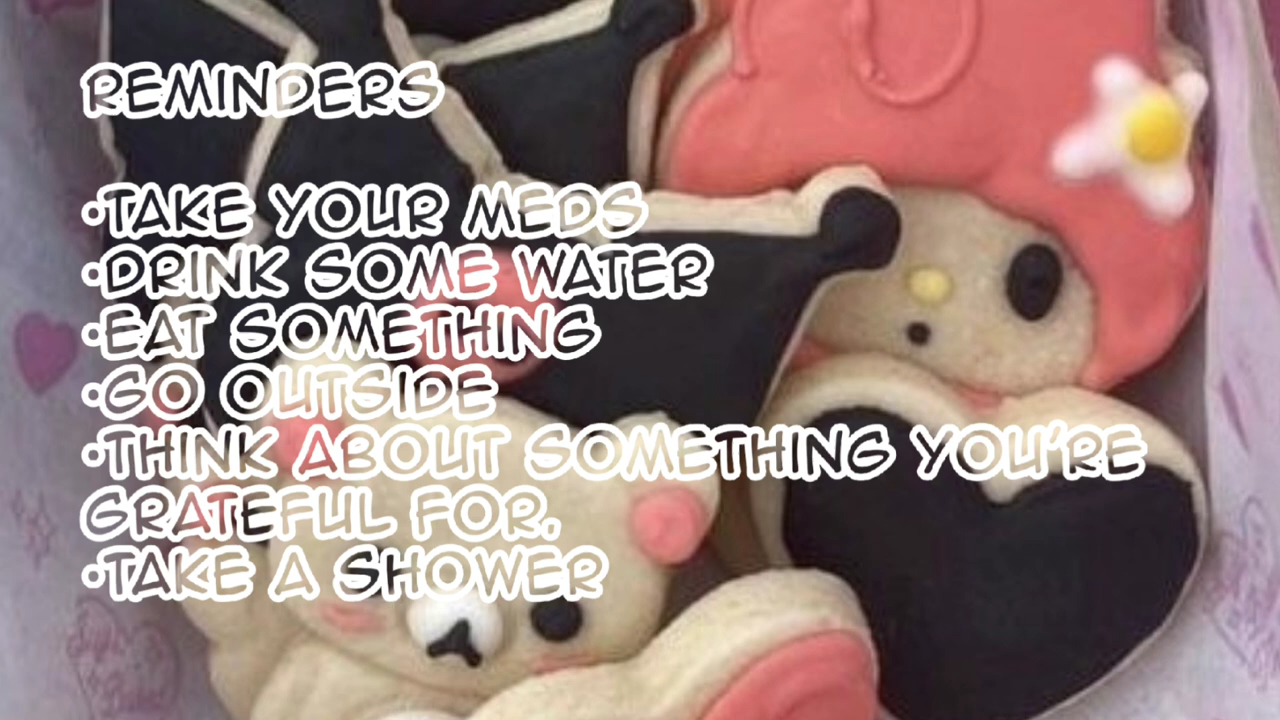 REMINDERS
•TAKE YOUR MEDS
•DRINK SOME WATER
•EAT SOMETHING
•GO OUTSIDE
•THINK ABOUT SOMETHING YOU'RE
GRATEFUL FOR.
•TAKE A SHOWER